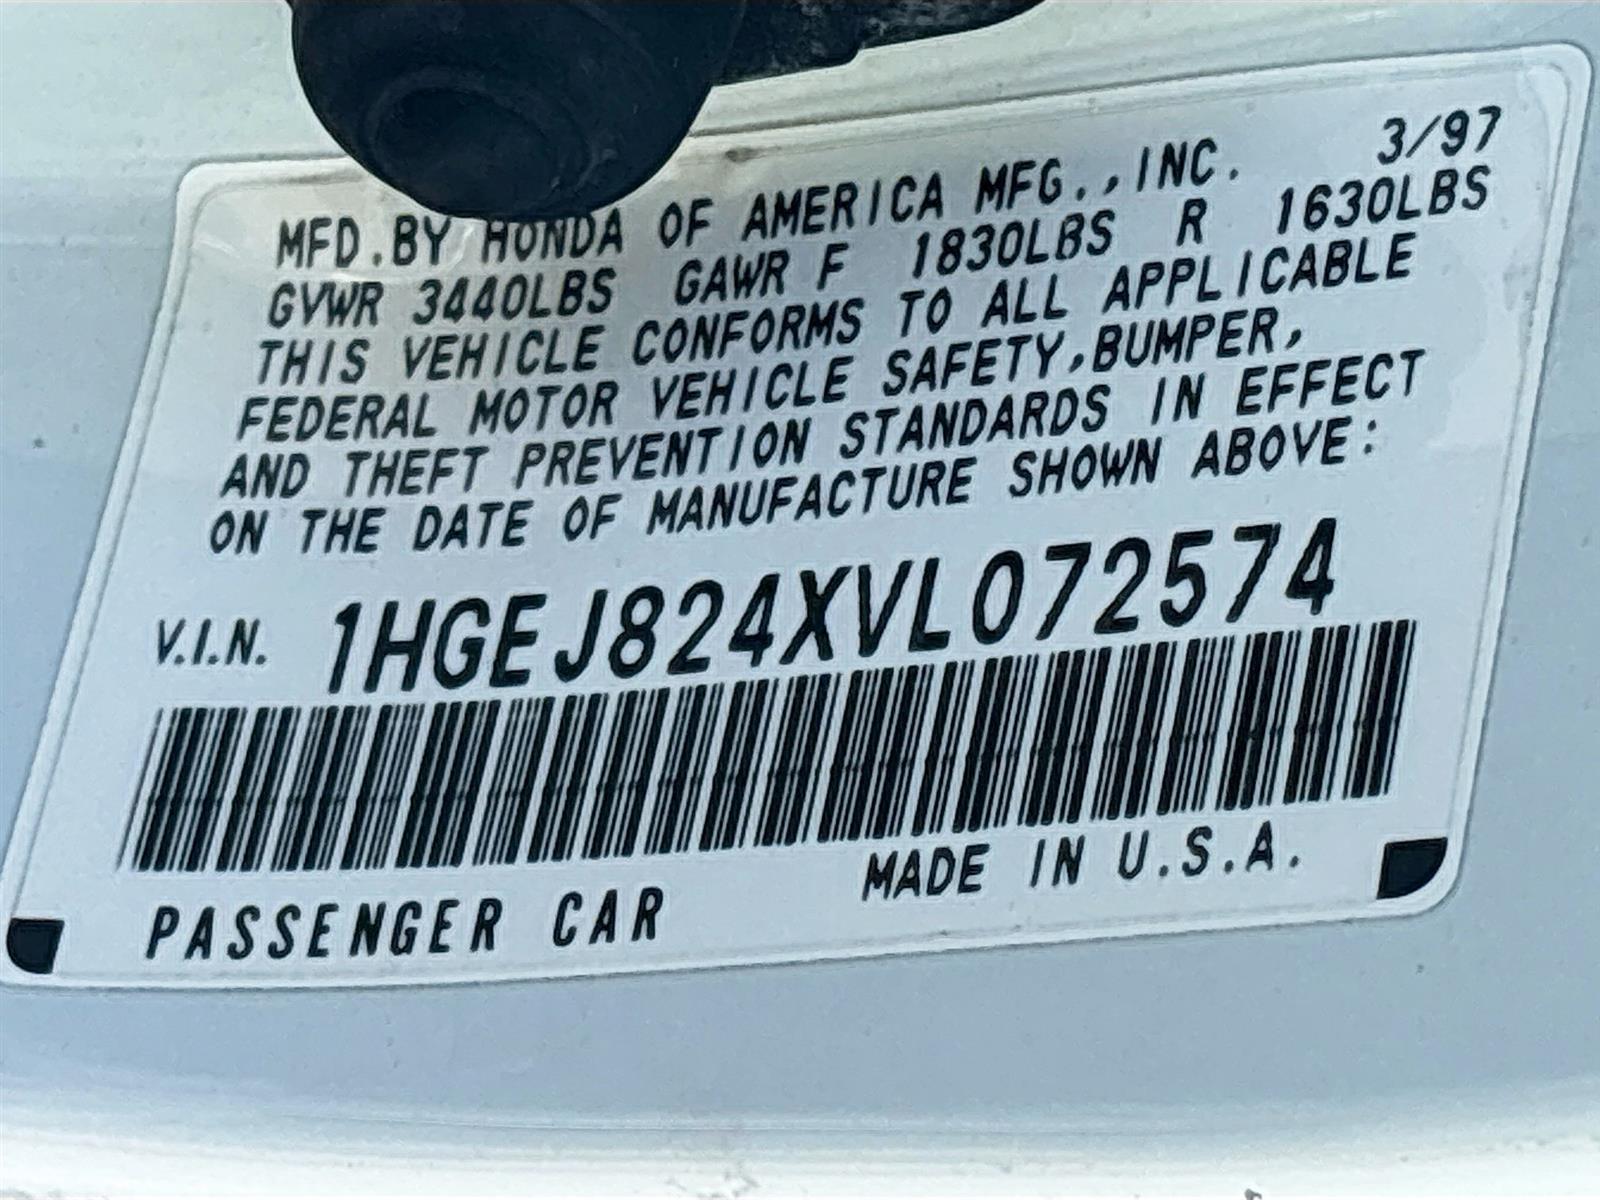 MFD.BY HONDA OF AMERICA MFG.,INC. 3/97
GVWR 3440LBS GAWR F 1830LBS R 1630LBS
THIS VEHICLE CONFORMS TO ALL APPLICABLE
FEDERAL MOTOR VEHICLE SAFETY,BUMPER,
AND THEFT PREVENTION STANDARDS IN EFFECT
ON THE DATE OF MANUFACTURE SHOWN ABOVE:
V.I.N. 1HGEJ824XVL072574
PASSENGER CAR MADE IN U.S.A.